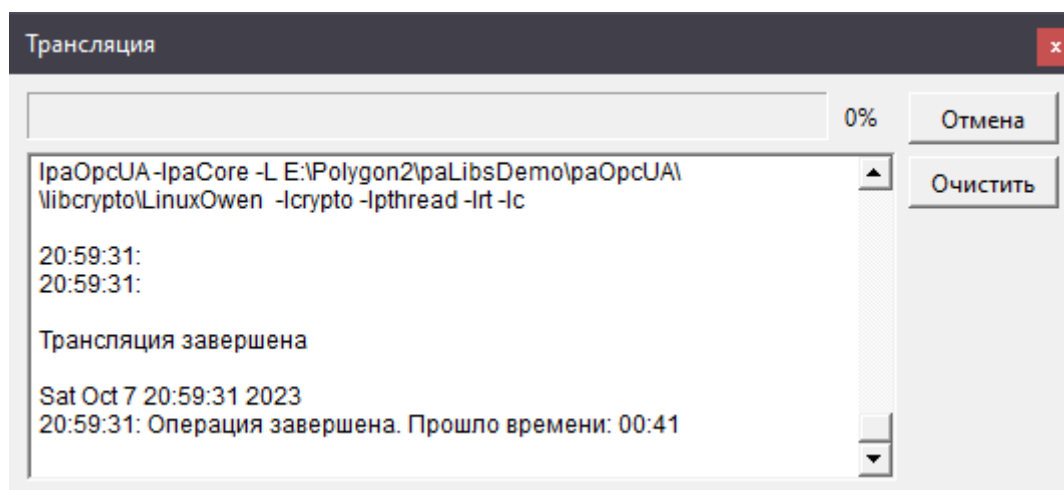 Трансляция
x
0%
Отмена
Очистить
lpaOpcUA -lpaCore -L E:\Polygon2\paLibsDemo\paOpcUA\
\libcrypto\LinuxOwen  -lcrypto -lpthread -lrt -lc
20:59:31:
20:59:31:
Трансляция завершена
Sat Oct 7 20:59:31 2023
20:59:31: Операция завершена. Прошло времени: 00:41